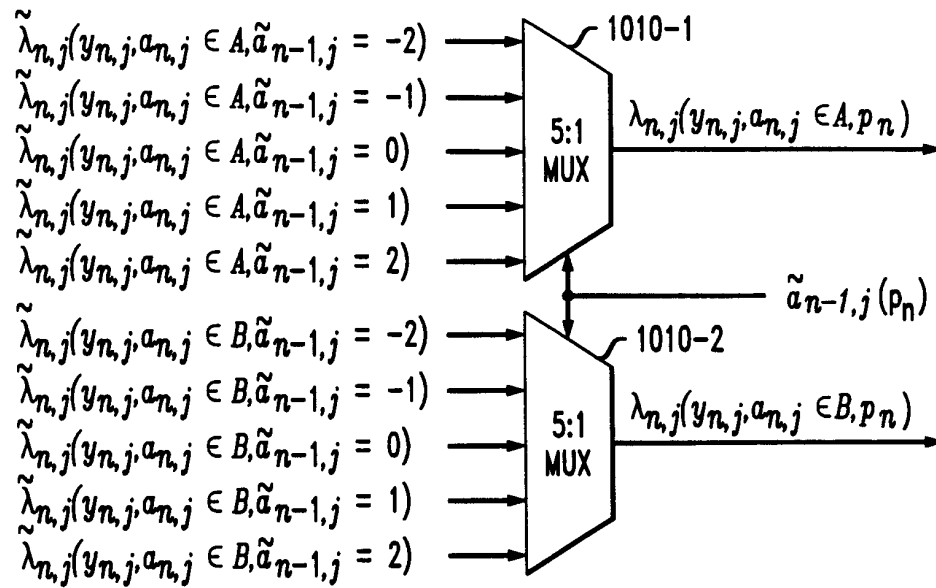 λ̃n,j(yn,j,an,j ∈ A,ãn-1,j = -2)
λ̃n,j(yn,j,an,j ∈ A,ãn-1,j = -1)
λ̃n,j(yn,j,an,j ∈ A,ãn-1,j = 0)
λ̃n,j(yn,j,an,j ∈ A,ãn-1,j = 1)
λ̃n,j(yn,j,an,j ∈ A,ãn-1,j = 2)
1010-1
5:1
MUX
λn,j(yn,j,an,j ∈A,pn)
ãn-1,j(pn)
λ̃n,j(yn,j,an,j ∈ B,ãn-1,j = -2)
λ̃n,j(yn,j,an,j ∈ B,ãn-1,j = -1)
λ̃n,j(yn,j,an,j ∈ B,ãn-1,j = 0)
λ̃n,j(yn,j,an,j ∈ B,ãn-1,j = 1)
λ̃n,j(yn,j,an,j ∈ B,ãn-1,j = 2)
1010-2
5:1
MUX
λn,j(yn,j,an,j ∈B,pn)